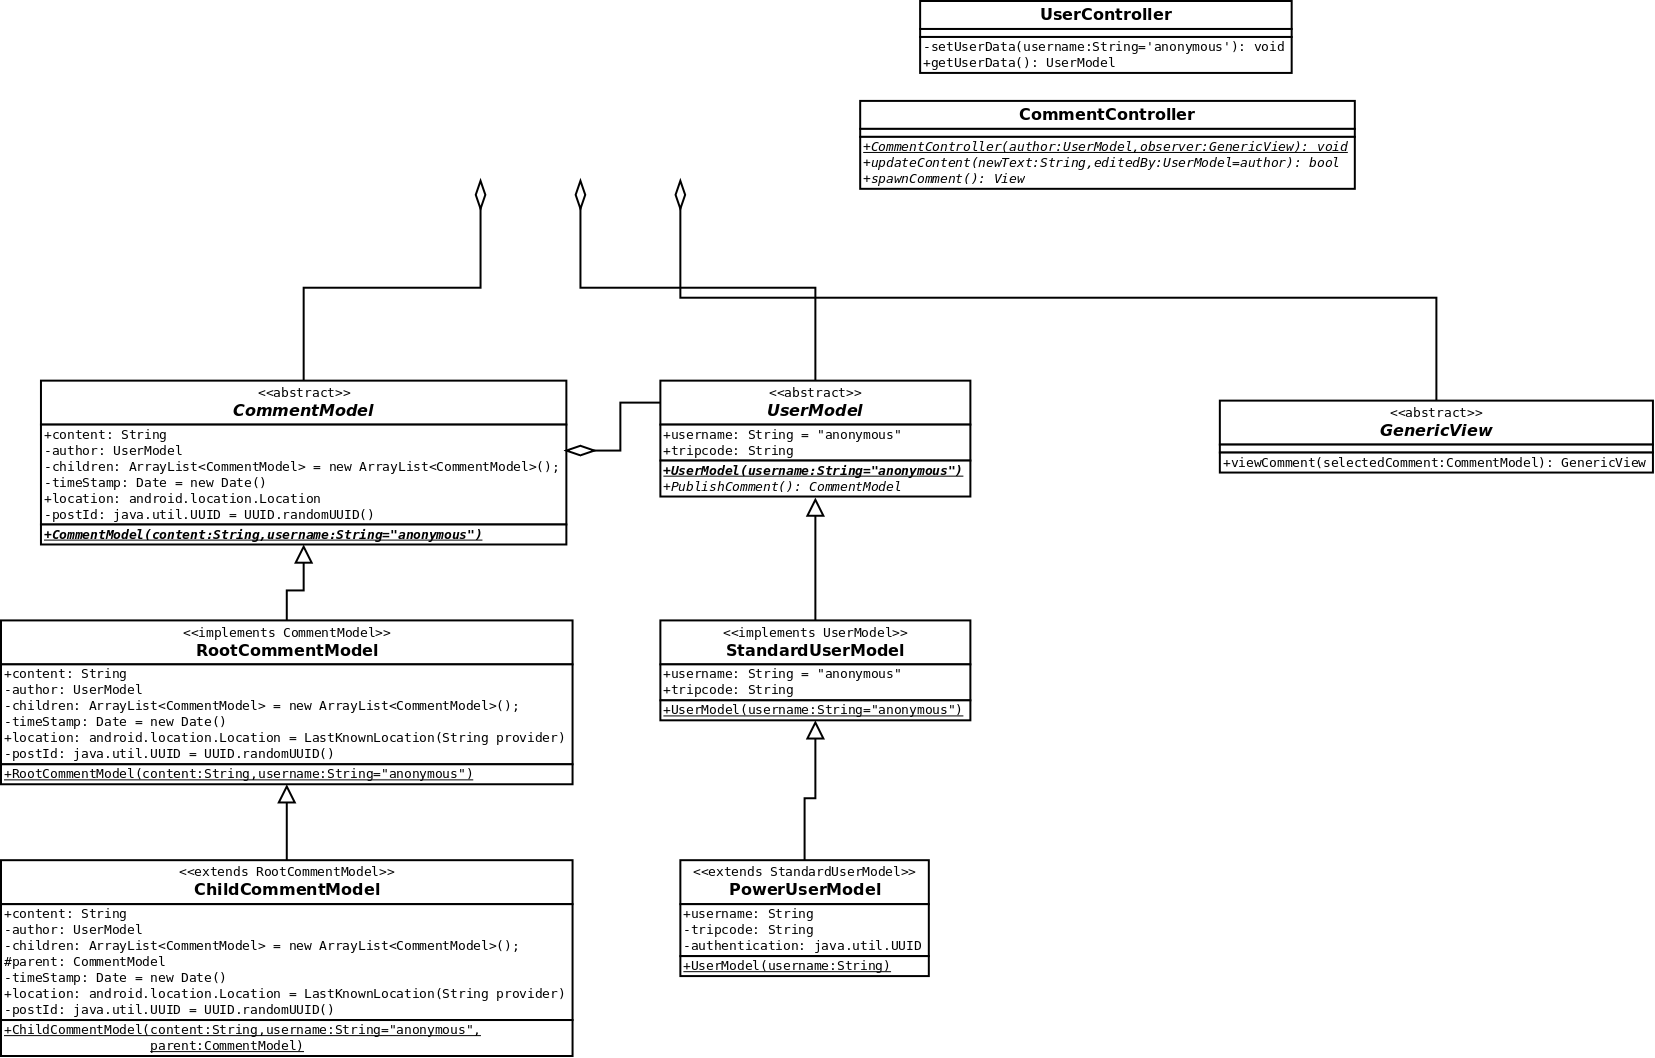 UserController
-setUserData(username:String='anonymous'): void
+getUserData(): UserModel
CommentController
+CommentController(author:UserModel,observer:GenericView): void
+updateContent(newText:String,editedBy:UserModel=author): bool
+spawnComment(): View
<<abstract>>
CommentModel
+content: String
-author: UserModel
-children: ArrayList<CommentModel> = new ArrayList<CommentModel>();
-timeStamp: Date = new Date()
+location: android.location.Location
-postId: java.util.UUID = UUID.randomUUID()
+CommentModel(content:String,username:String="anonymous")
<<abstract>>
UserModel
+username: String = "anonymous"
+tripcode: String
+UserModel(username:String="anonymous")
+PublishComment(): CommentModel
<<abstract>>
GenericView
+viewComment(selectedComment:CommentModel): GenericView
<<implements CommentModel>>
RootCommentModel
+content: String
-author: UserModel
-children: ArrayList<CommentModel> = new ArrayList<CommentModel>();
-timeStamp: Date = new Date()
+location: android.location.Location = LastKnownLocation(String provider)
-postId: java.util.UUID = UUID.randomUUID()
+RootCommentModel(content:String,username:String="anonymous")
<<implements UserModel>>
StandardUserModel
+username: String = "anonymous"
+tripcode: String
+UserModel(username:String="anonymous")
<<extends RootCommentModel>>
ChildCommentModel
+content: String
-author: UserModel
-children: ArrayList<CommentModel> = new ArrayList<CommentModel>();
#parent: CommentModel
-timeStamp: Date = new Date()
+location: android.location.Location = LastKnownLocation(String provider)
-postId: java.util.UUID = UUID.randomUUID()
+ChildCommentModel(content:String,username:String="anonymous",
parent:CommentModel)
<<extends StandardUserModel>>
PowerUserModel
+username: String
-tripcode: String
-authentication: java.util.UUID
+UserModel(username:String)